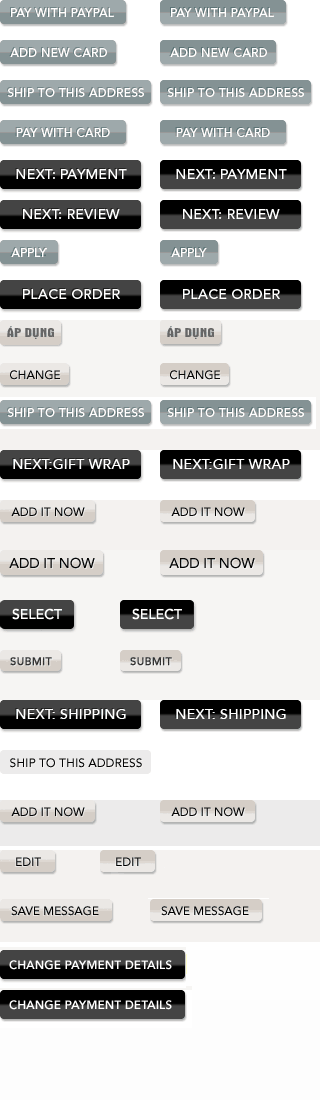 PAY WITH PAYPAL PAY WITH PAYPAL
ADD NEW CARD ADD NEW CARD
SHIP TO THIS ADDRESS SHIP TO THIS ADDRESS
PAY WITH CARD PAY WITH CARD
NEXT: PAYMENT NEXT: PAYMENT
NEXT: REVIEW NEXT: REVIEW
APPLY APPLY
PLACE ORDER PLACE ORDER
ÁP DỤNG ÁP DỤNG
CHANGE CHANGE
SHIP TO THIS ADDRESS SHIP TO THIS ADDRESS
NEXT:GIFT WRAP NEXT:GIFT WRAP
ADD IT NOW ADD IT NOW
ADD IT NOW ADD IT NOW
SELECT SELECT
SUBMIT SUBMIT
NEXT: SHIPPING NEXT: SHIPPING
SHIP TO THIS ADDRESS
ADD IT NOW ADD IT NOW
EDIT EDIT
SAVE MESSAGE SAVE MESSAGE
CHANGE PAYMENT DETAILS
CHANGE PAYMENT DETAILS